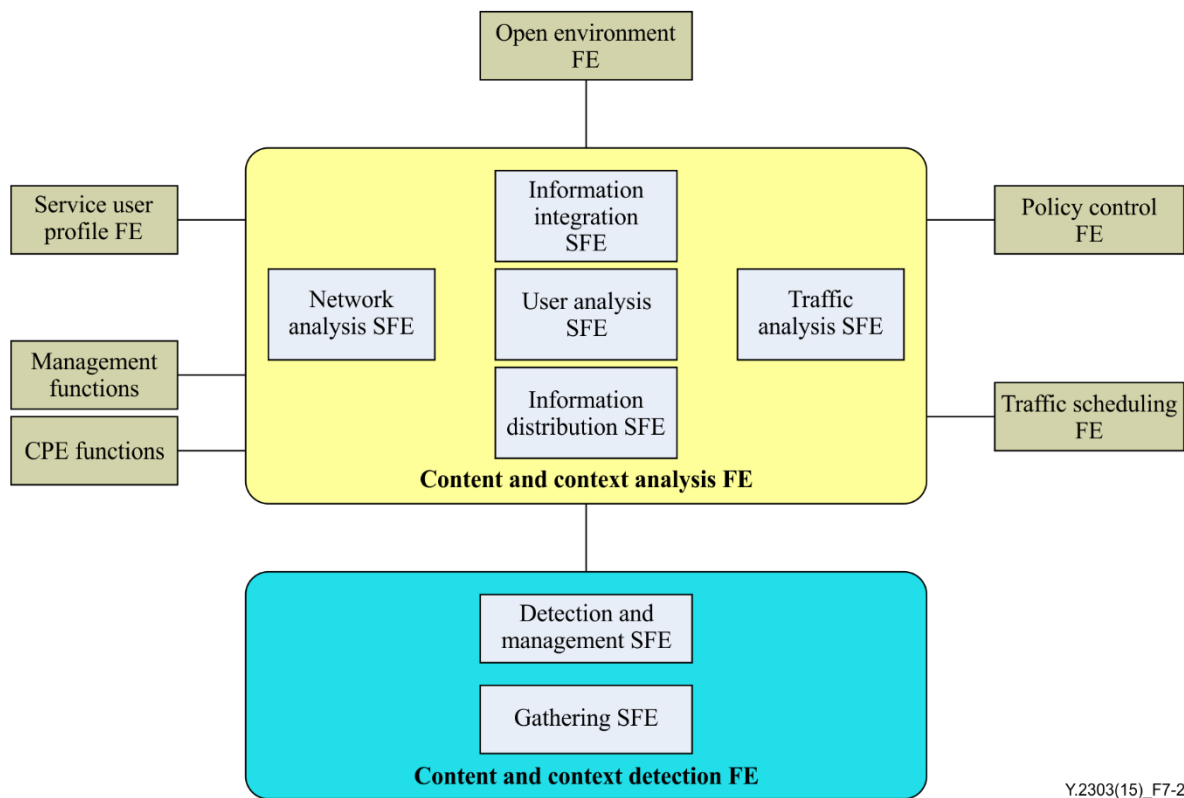 Open environment
FE
Service user
profile FE
Information
integration
SFE
Policy control
FE
Network
analysis SFE
User analysis
SFE
Traffic
analysis SFE
Management
functions
CPE functions
Information
distribution SFE
Traffic scheduling
FE
Content and context analysis FE
Detection and
management SFE
Gathering SFE
Content and context detection FE
Y.2303(15)_F7-2